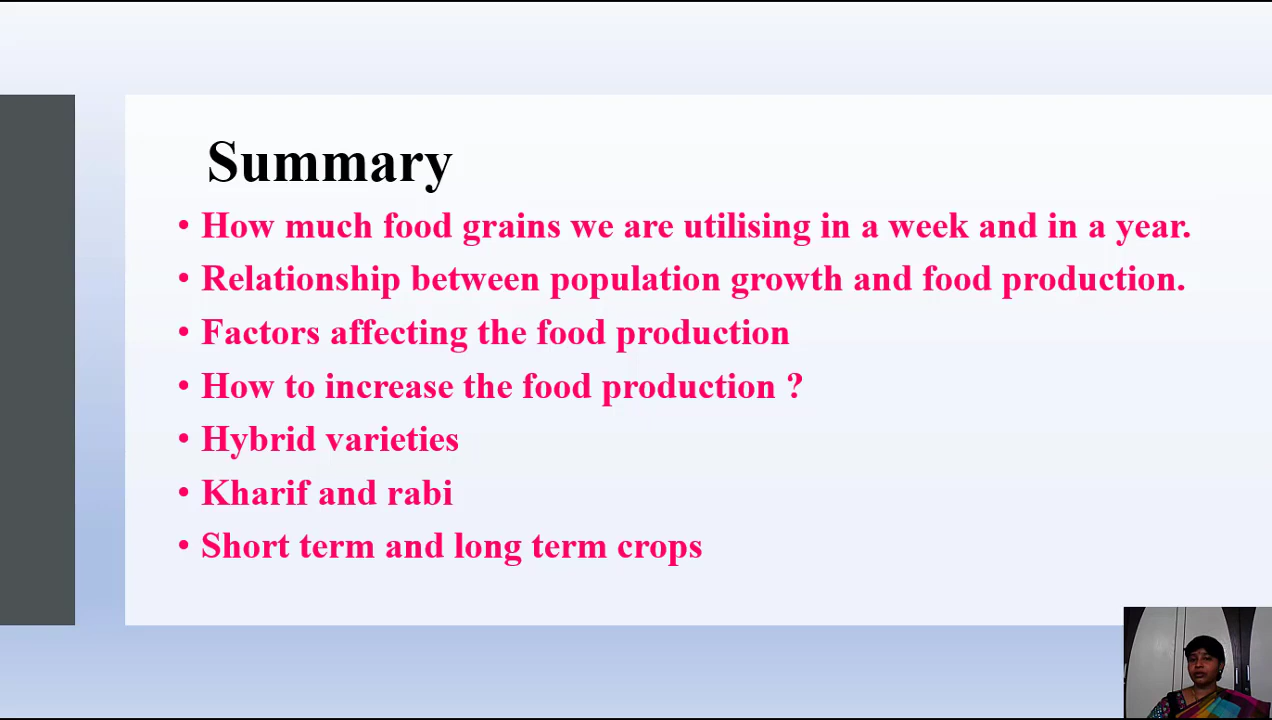 Summary
• How much food grains we are utilising in a week and in a year.
• Relationship between population growth and food production.
• Factors affecting the food production
• How to increase the food production ?
• Hybrid varieties
• Kharif and rabi
• Short term and long term crops